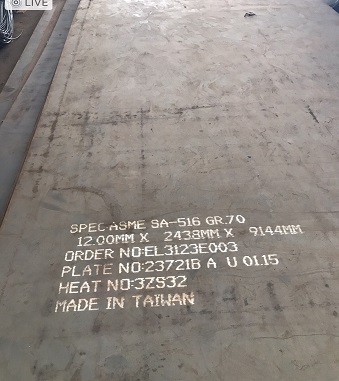 LIVE
SPEC:ASME SA-516 GR.70
12.00MM X 2438MM X 9144MM
ORDER NO:EL3123E003
PLATE NO:23721B A U 01.15
HEAT NO:3ZS32
MADE IN TAIWAN